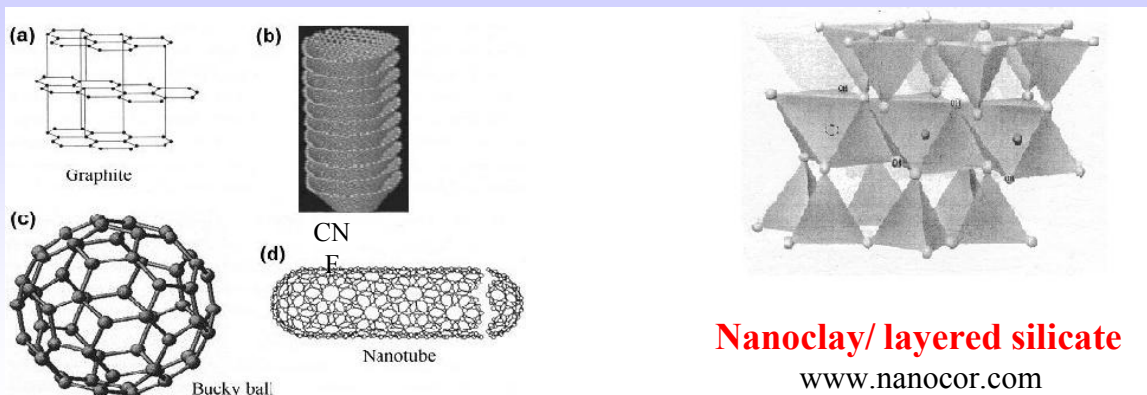 (a)
Graphite
(b)
CN
F
(c)
Bucky ball
(d)
Nanotube
OH
OH
OH
OH
Nanoclay/ layered silicate
www.nanocor.com